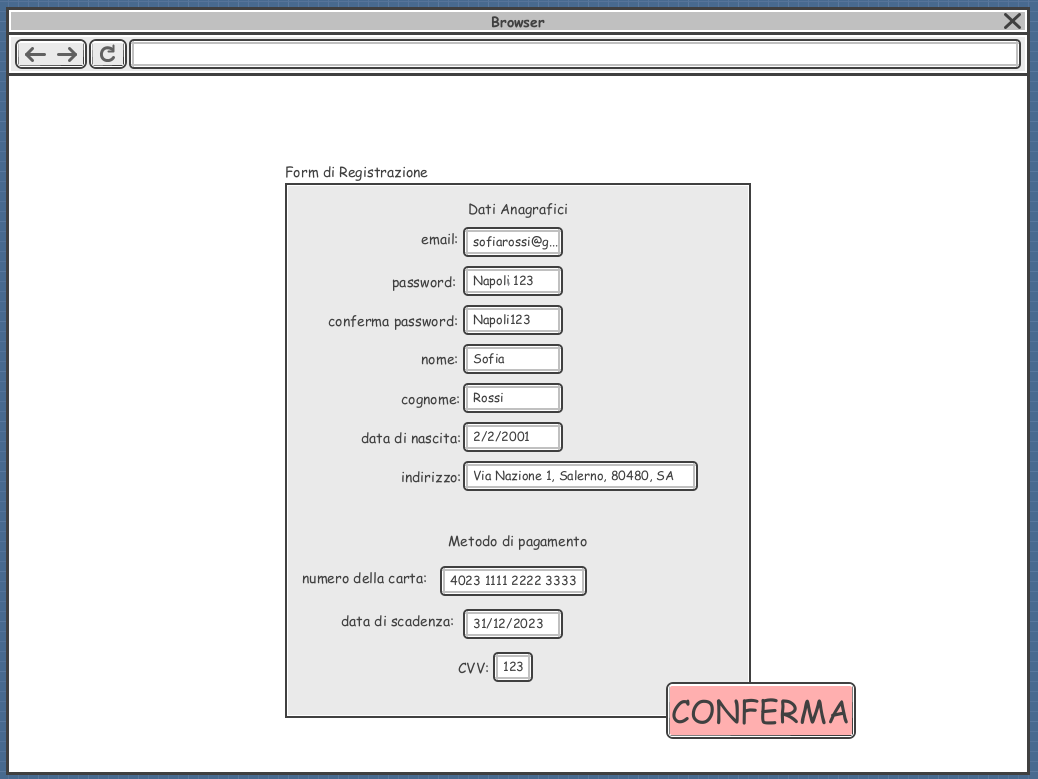 Browser
Form di Registrazione
Dati Anagrafici
email: sofiarossi@g...
password: Napoli 123
conferma password: Napoli123
nome: Sofia
cognome: Rossi
data di nascita: 2/2/2001
indirizzo: Via Nazione 1, Salerno, 80480, SA
Metodo di pagamento
numero della carta: 4023 1111 2222 3333
data di scadenza: 31/12/2023
CVV: 123
CONFERMA